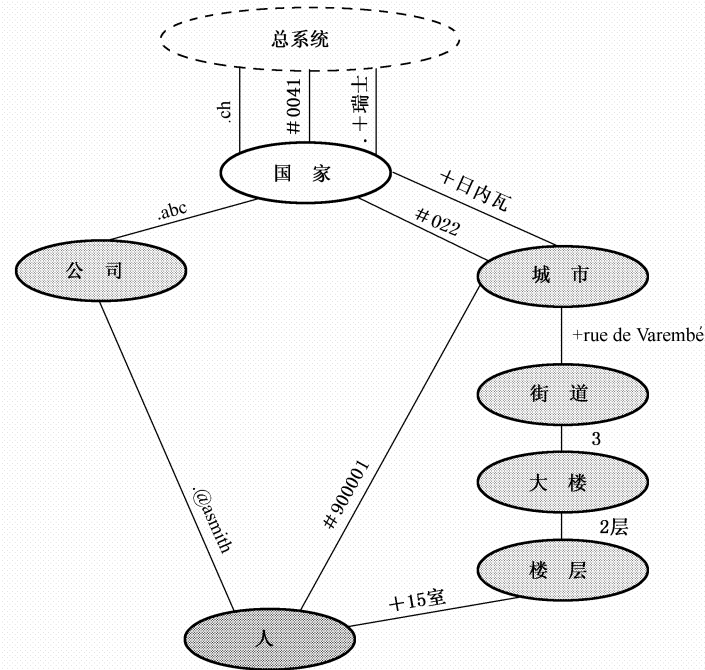 总系统
.ch
#0041
.+瑞士
国 家
.abc
#022
+日内瓦
公 司
城 市
+rue de Varembé
街 道
3
大 楼
2层
楼 层
.@asmith
#900001
+15室
人